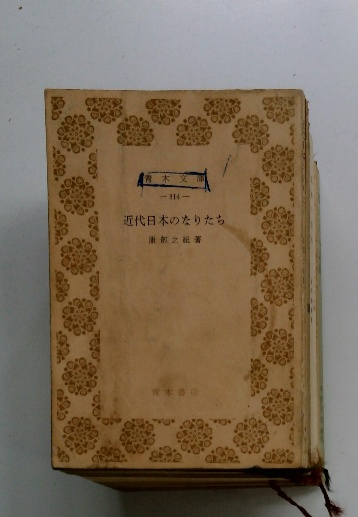 青木文庫
—314—
近代日本のなりたち
服部之総著
青木書店